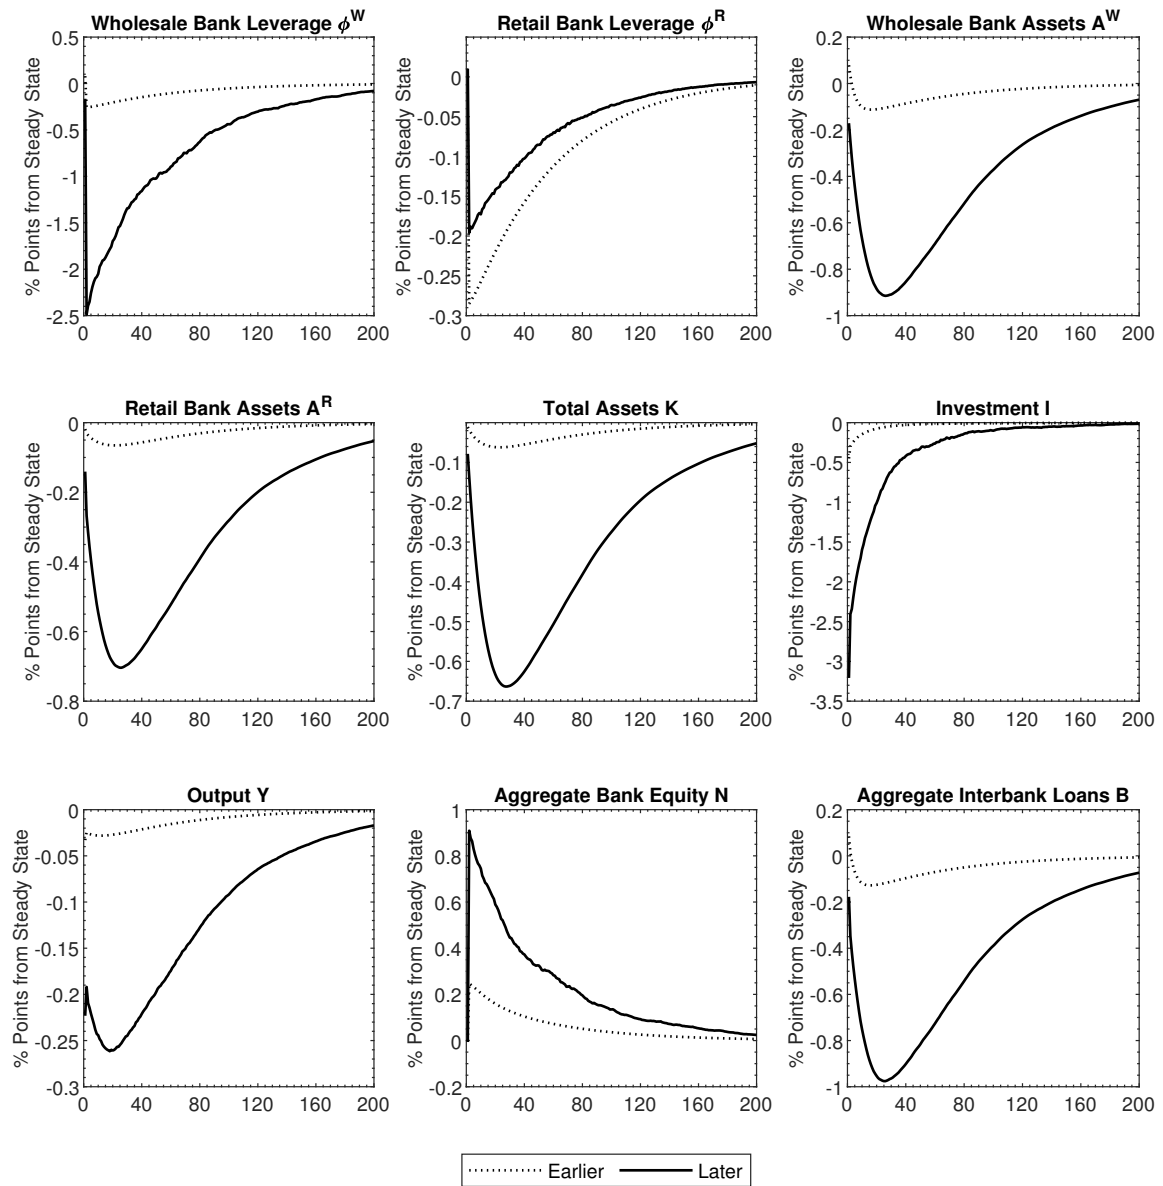 Wholesale Bank Leverage ϕ^W
% Points from Steady State
0.5
0
-0.5
-1
-1.5
-2
-2.5
0 40 80 120 160 200
Retail Bank Leverage ϕ^R
% Points from Steady State
0
-0.05
-0.1
-0.15
-0.2
-0.25
-0.3
0 40 80 120 160 200
Wholesale Bank Assets A^W
% Points from Steady State
0.2
0
-0.2
-0.4
-0.6
-0.8
-1
0 40 80 120 160 200
Retail Bank Assets A^R
% Points from Steady State
0
-0.2
-0.4
-0.6
-0.8
0 40 80 120 160 200
Total Assets K
% Points from Steady State
0
-0.1
-0.2
-0.3
-0.4
-0.5
-0.6
-0.7
0 40 80 120 160 200
Investment I
% Points from Steady State
0
-0.5
-1
-1.5
-2
-2.5
-3
-3.5
0 40 80 120 160 200
Output Y
% Points from Steady State
0
-0.05
-0.1
-0.15
-0.2
-0.25
-0.3
0 40 80 120 160 200
Aggregate Bank Equity N
% Points from Steady State
1
0.8
0.6
0.4
0.2
0
-0.2
0 40 80 120 160 200
Aggregate Interbank Loans B
% Points from Steady State
0.2
0
-0.2
-0.4
-0.6
-0.8
-1
0 40 80 120 160 200
Earlier Later